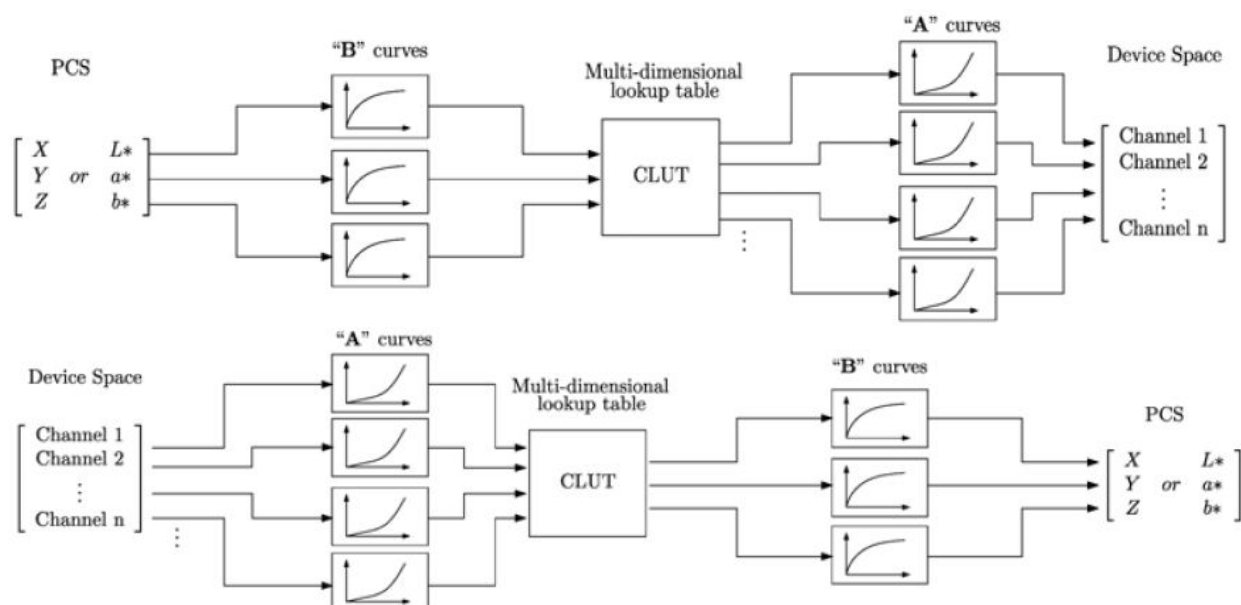 “B” curves
“A” curves
PCS
Multi-dimensional
lookup table
Device Space
X L*
Y or a*
Z b*
CLUT
Channel 1
Channel 2
⋮
Channel n
⋮
“A” curves
“B” curves
Device Space
Multi-dimensional
lookup table
PCS
Channel 1
Channel 2
⋮
Channel n
⋮
CLUT
X L*
Y or a*
Z b*